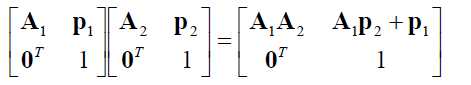 [A₁ p₁; 0ᵀ 1] [A₂ p₂; 0ᵀ 1] = [A₁A₂ A₁p₂ + p₁; 0ᵀ 1]